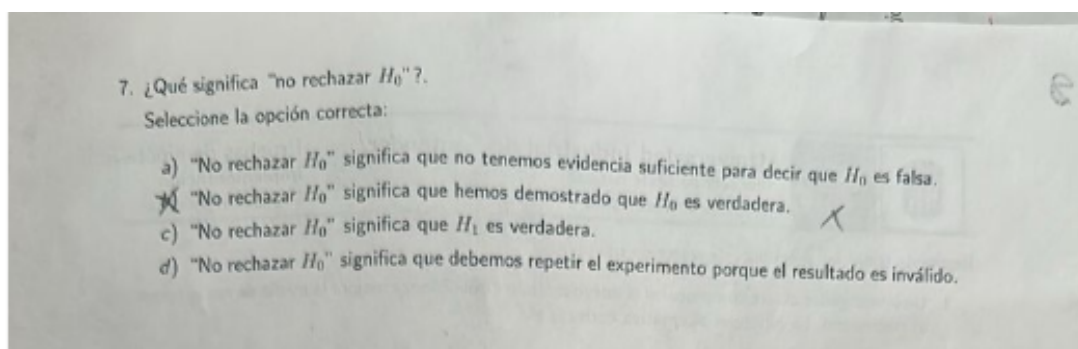 7. ¿Qué significa "no rechazar H₀"?.
Seleccione la opción correcta:
a) "No rechazar H₀" significa que no tenemos evidencia suficiente para decir que H₀ es falsa.
b) "No rechazar H₀" significa que hemos demostrado que H₀ es verdadera.
c) "No rechazar H₀" significa que H₁ es verdadera.
d) "No rechazar H₀" significa que debemos repetir el experimento porque el resultado es inválido.